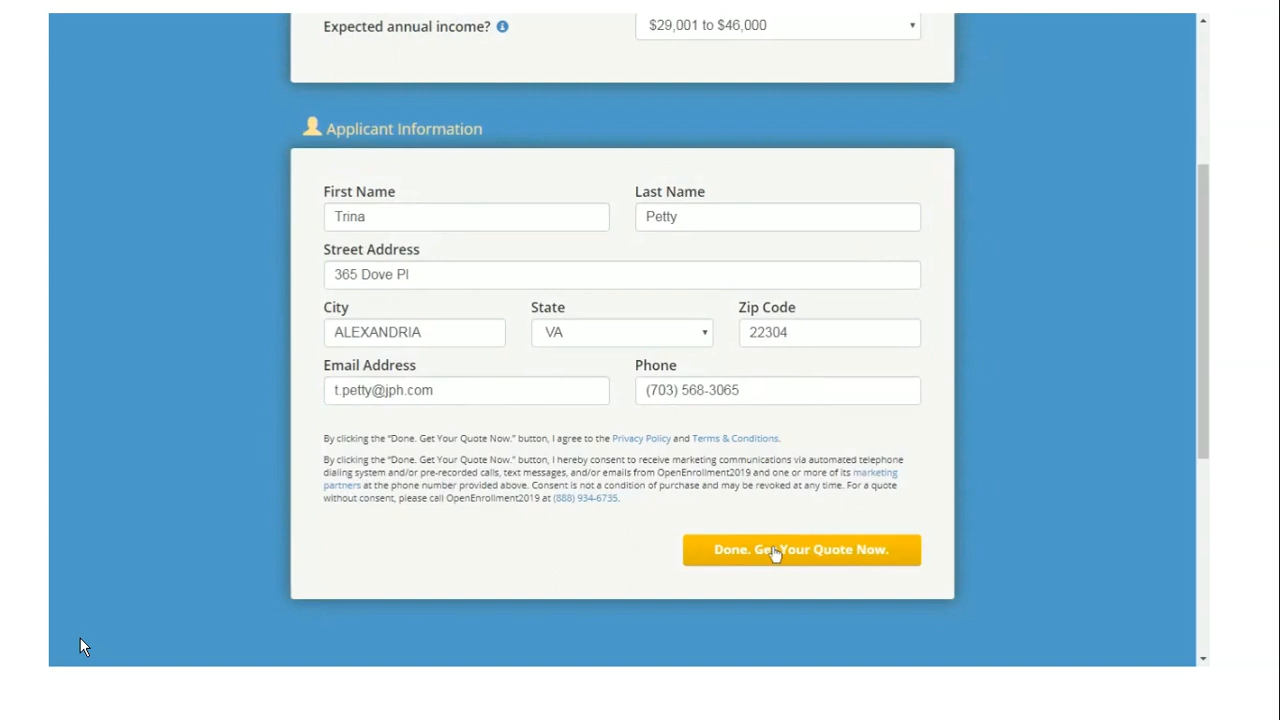 Expected annual income?
$29,001 to $46,000
Applicant Information
First Name
Last Name
Trina
Petty
Street Address
365 Dove Pl
City
State
Zip Code
ALEXANDRIA
VA
22304
Email Address
Phone
t.petty@jph.com
(703) 568-3065
By clicking the "Done. Get Your Quote Now." button, I agree to the Privacy Policy and Terms & Conditions.
By clicking the "Done. Get Your Quote Now." button, I hereby consent to receive marketing communications via automated telephone
dialing system and/or pre-recorded calls, text messages, and/or emails from OpenEnrollment2019 and one or more of its marketing
partners at the phone number provided above. Consent is not a condition of purchase and may be revoked at any time. For a quote
without consent, please call OpenEnrollment2019 at (888) 934-6735.
Done. Get Your Quote Now.